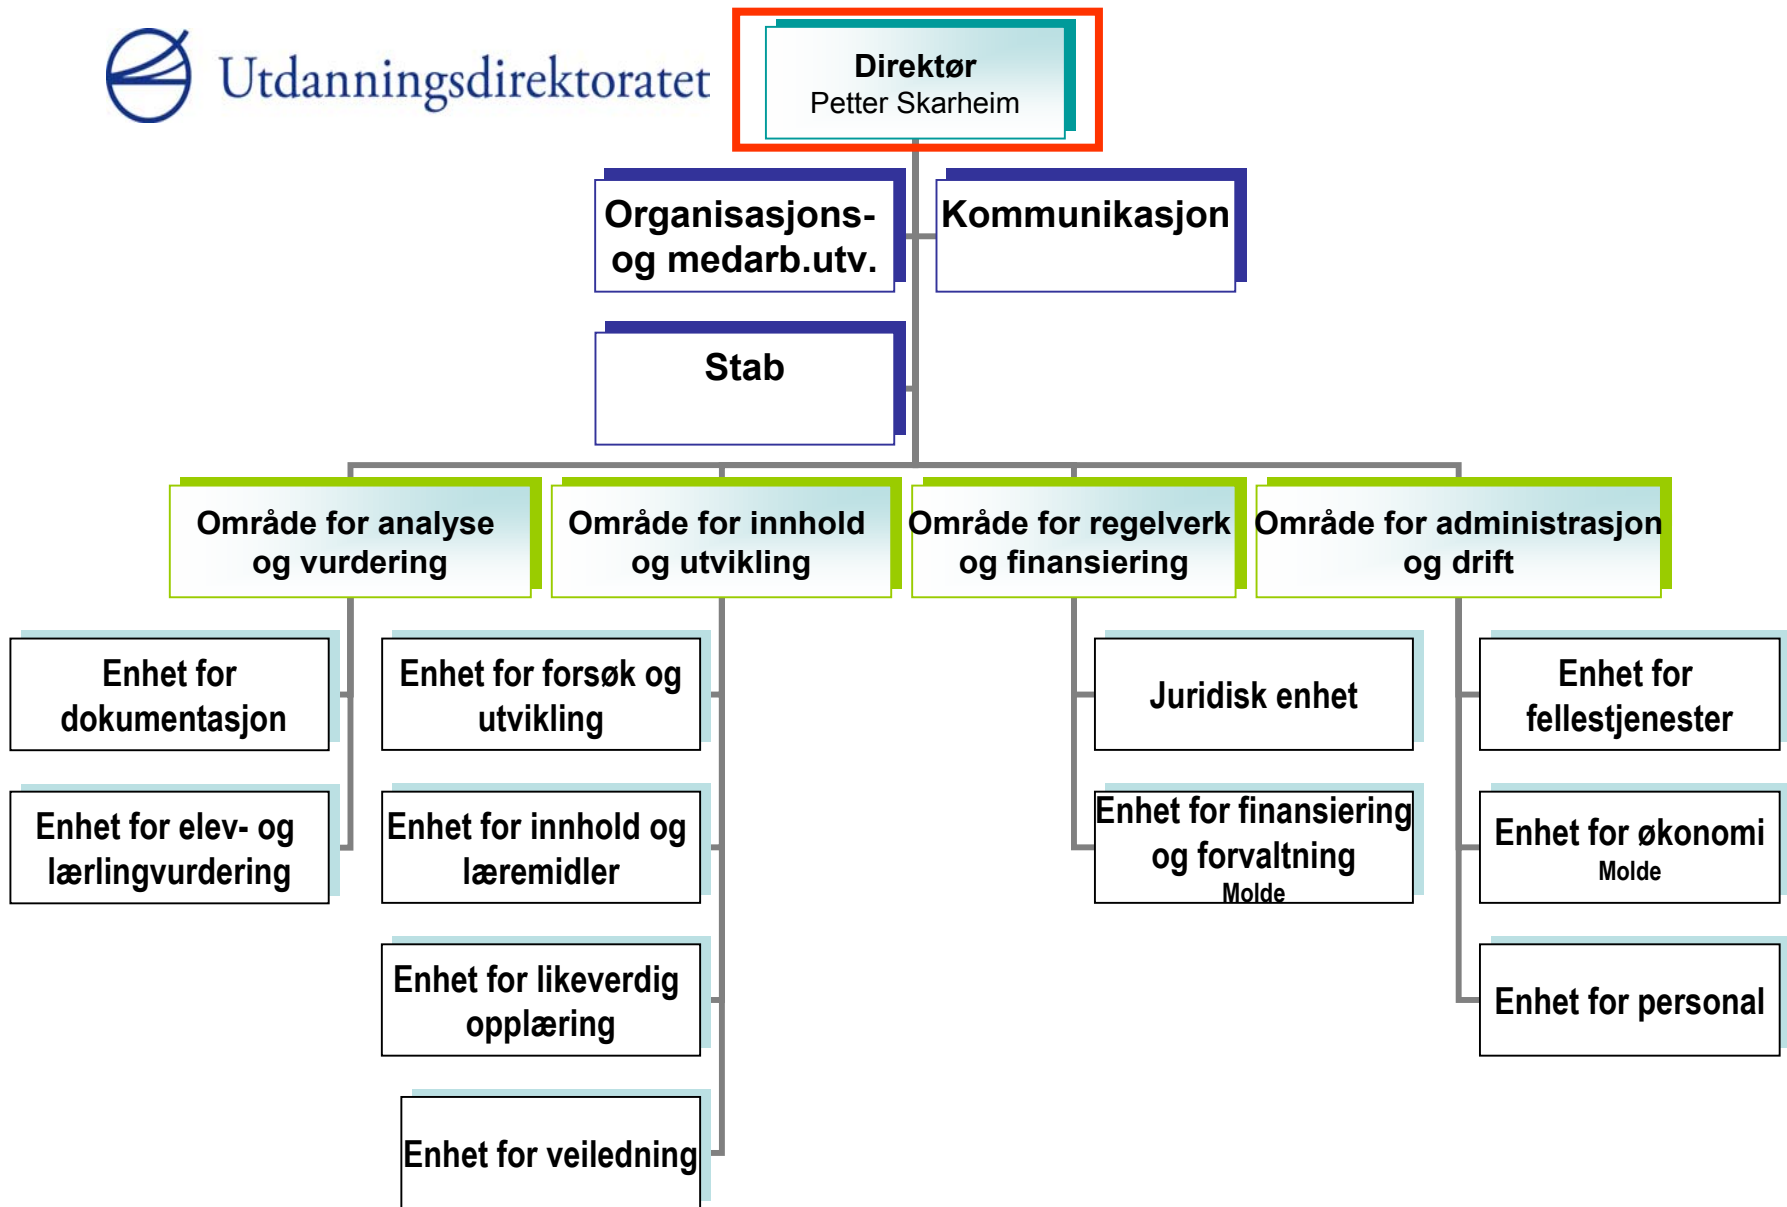 Utdanningsdirektoratet
Direktør
Petter Skarheim
Organisasjons-
og medarb.utv.
Kommunikasjon
Stab
Område for analyse
og vurdering
Område for innhold
og utvikling
Område for regelverk
og finansiering
Område for administrasjon
og drift
Enhet for
dokumentasjon
Enhet for elev- og
lærlingvurdering
Enhet for forsøk og
utvikling
Enhet for innhold og
læremidler
Enhet for likeverdig
opplæring
Enhet for veiledning
Juridisk enhet
Enhet for finansiering
og forvaltning
Molde
Enhet for
fellestjenester
Enhet for økonomi
Molde
Enhet for personal